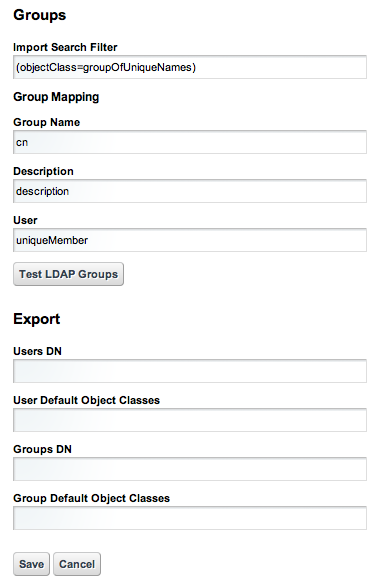 Groups
Import Search Filter
(objectClass=groupOfUniqueNames)
Group Mapping
Group Name
cn
Description
description
User
uniqueMember
Test LDAP Groups
Export
Users DN
User Default Object Classes
Groups DN
Group Default Object Classes
Save Cancel